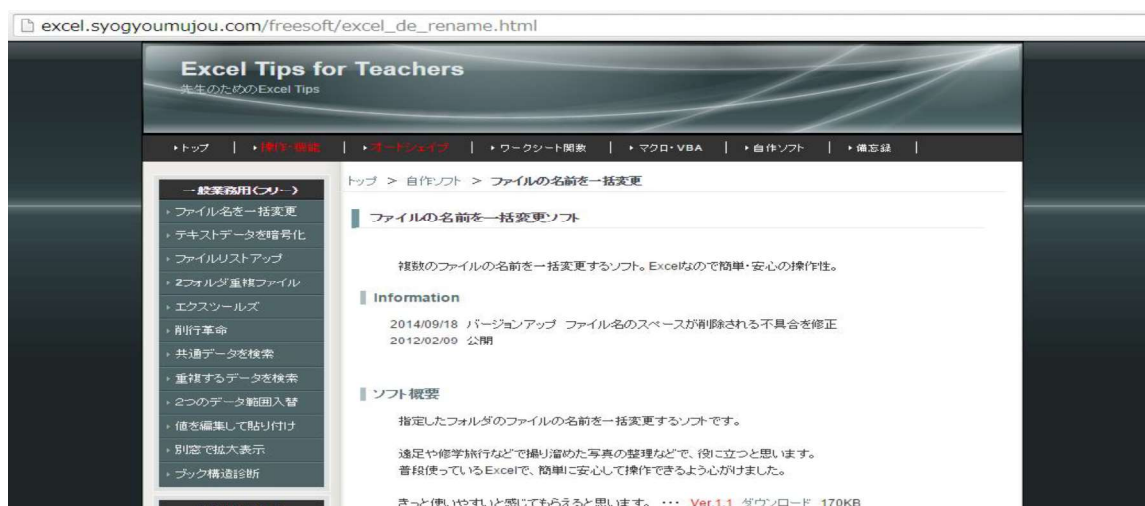 excel.syogyoumujou.com/freesoft/excel_de_rename.html
Excel Tips for Teachers
先生のためのExcel Tips
トップ | 操作・機能 | オートシェイプ | ワークシート関数 | マクロ・VBA | 自作ソフト | 備忘録 |
一般業務用(フリー)
ファイル名を一括変更
テキストデータを暗号化
ファイルリストアップ
2フォルダ重複ファイル
エクスツールズ
削行革命
共通データを検索
重複するデータを検索
2つのデータ範囲入替
値を編集して貼り付け
別窓で拡大表示
ブック構造診断
トップ > 自作ソフト > ファイルの名前を一括変更
ファイルの名前を一括変更ソフト
複数のファイルの名前を一括変更するソフト。Excelなので簡単・安心の操作性。
Information
2014/09/18 バージョンアップ ファイル名のスペースが削除される不具合を修正
2012/02/09 公開
ソフト概要
指定したフォルダのファイルの名前を一括変更するソフトです。
遠足や修学旅行などで撮り溜めた写真の整理などで、役に立つと思います。
普段使っているExcelで、簡単に安心して操作できるよう心がけました。
きっと使いやすいと感じてもらえると思います。 ・・・ Ver.1.1 ダウンロード 170KB